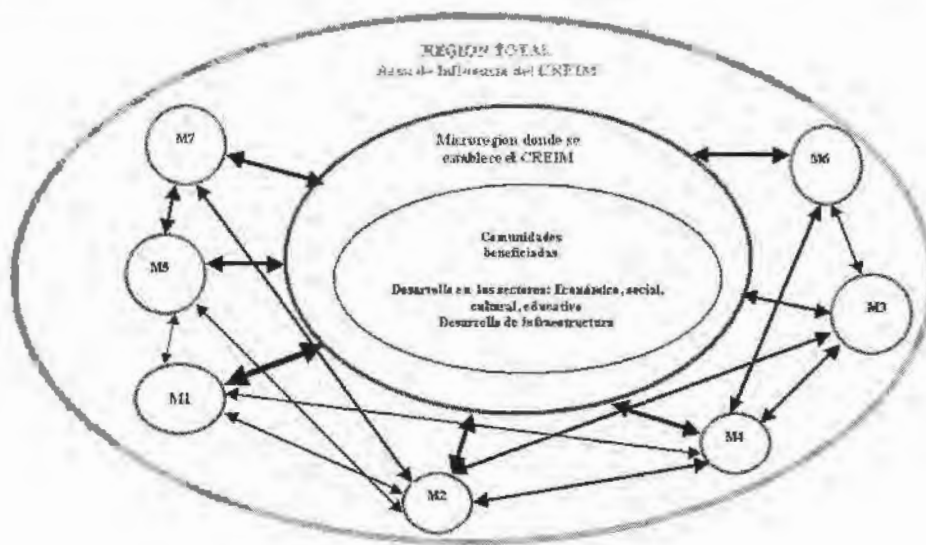 REGION TOTAL
Area de Influencia del CREIM
M7
Microregion donde se
establece el CREIM
M6
Comunidades
beneficiadas
M5
Desarrollo en los sectores: Económico, social,
cultural, educativo
Desarrollo de Infraestructura
M3
M1
M4
M2